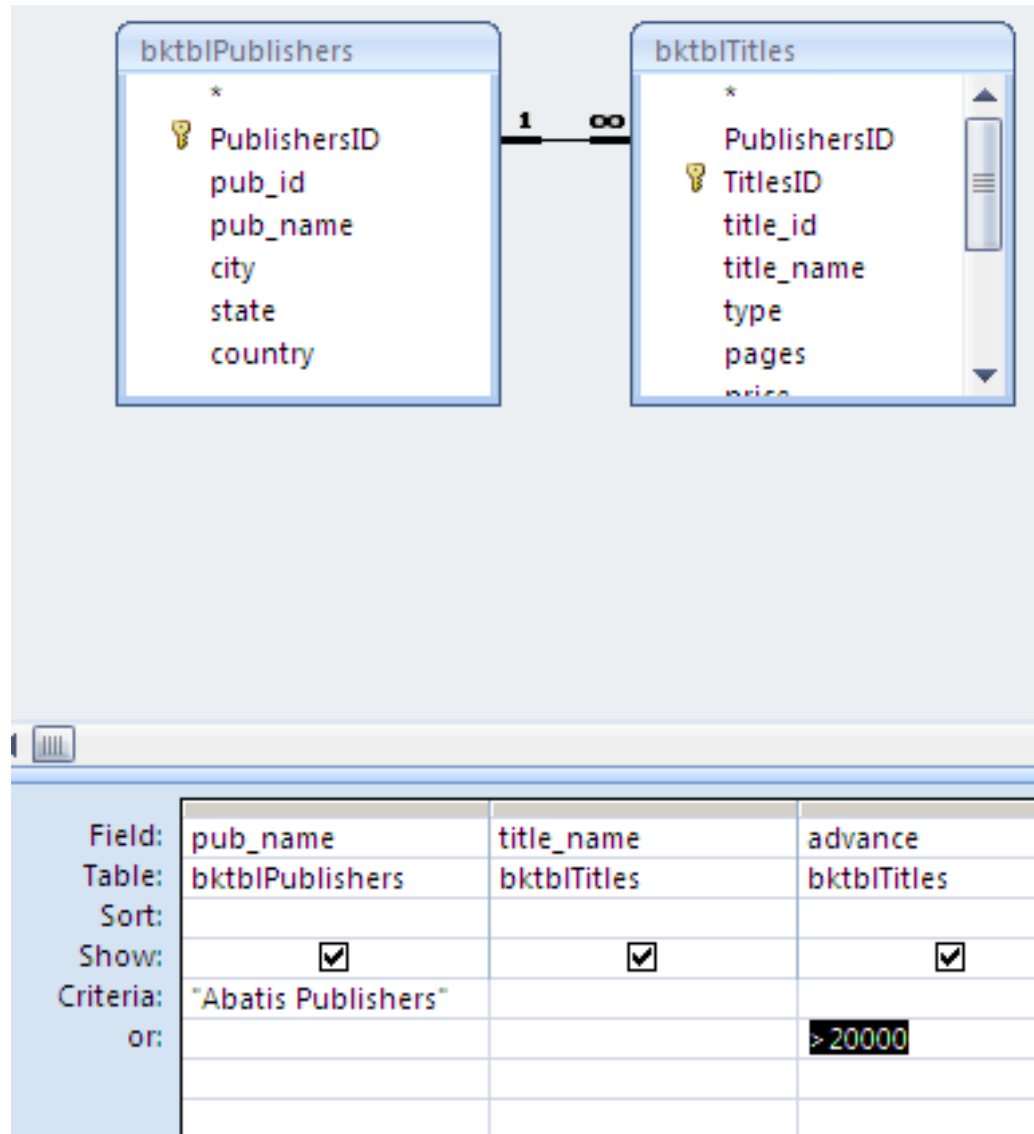 bktblPublishers
*
PublishersID
pub_id
pub_name
city
state
country
1 ∞
bktblTitles
*
PublishersID
TitlesID
title_id
title_name
type
pages
price
Field: pub_name title_name advance
Table: bktblPublishers bktblTitles bktblTitles
Sort:
Show:
Criteria: "Abatis Publishers"
or: >20000